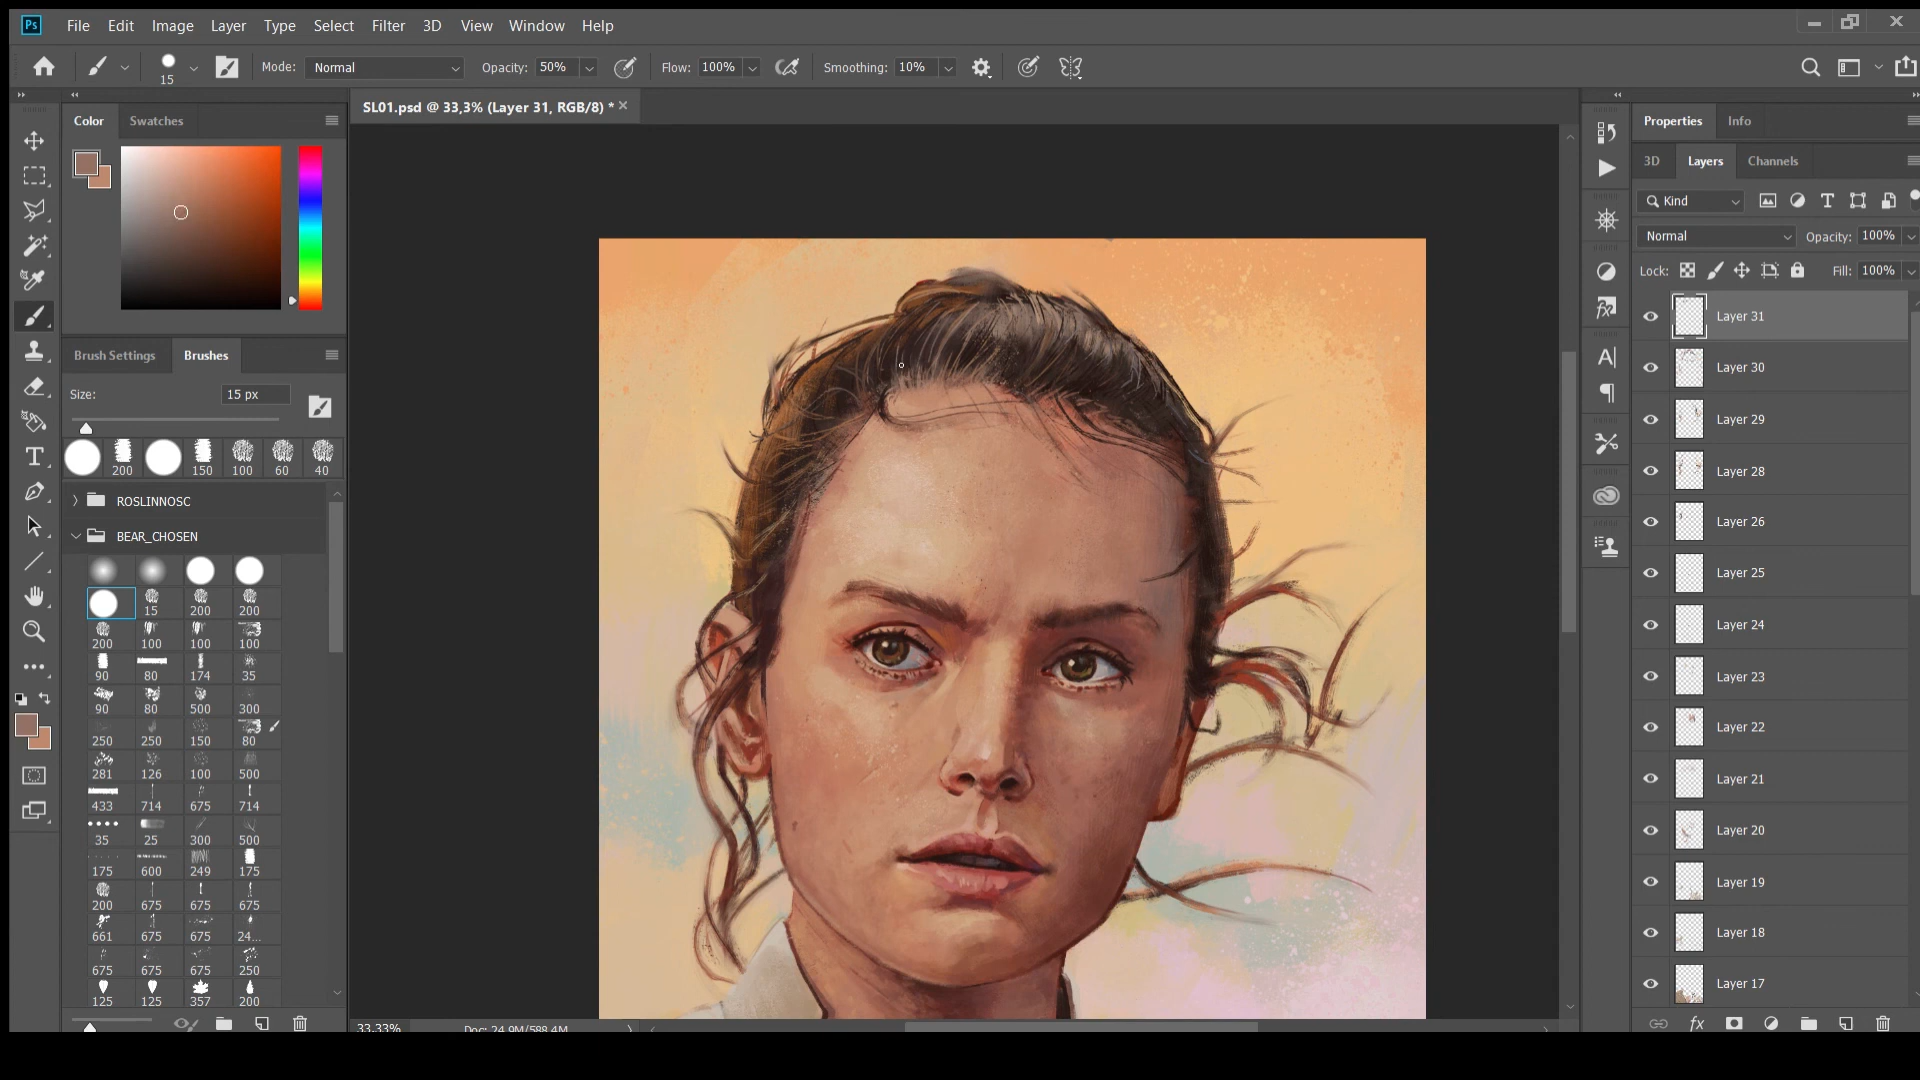 Ps File Edit Image Layer Type Select Filter 3D View Window Help
15 Mode: Normal Opacity: 50% Flow: 100% Smoothing: 10%
Color Swatches
SL01.psd @ 33,3% (Layer 31, RGB/8) * ×
Properties Info
3D Layers Channels
Kind
Normal Opacity: 100%
Lock: Fill: 100%
Layer 31
Layer 30
Layer 29
Layer 28
Layer 26
Layer 25
Layer 24
Layer 23
Layer 22
Layer 21
Layer 20
Layer 19
Layer 18
Layer 17
Brush Settings Brushes
Size: 15 px
200 150 100 60 40
ROSLINNOSC
BEAR_CHOSEN
15 200 200
200 100 100 100
90 80 174 35
90 80 500 300
250 250 150 80
281 126 100 500
433 714 675 714
35 25 300 500
175 600 249 175
200 675 675 675
661 675 675 24...
675 675 675 250
125 125 357 200
33,33% Doc: 24,9M/588,4M